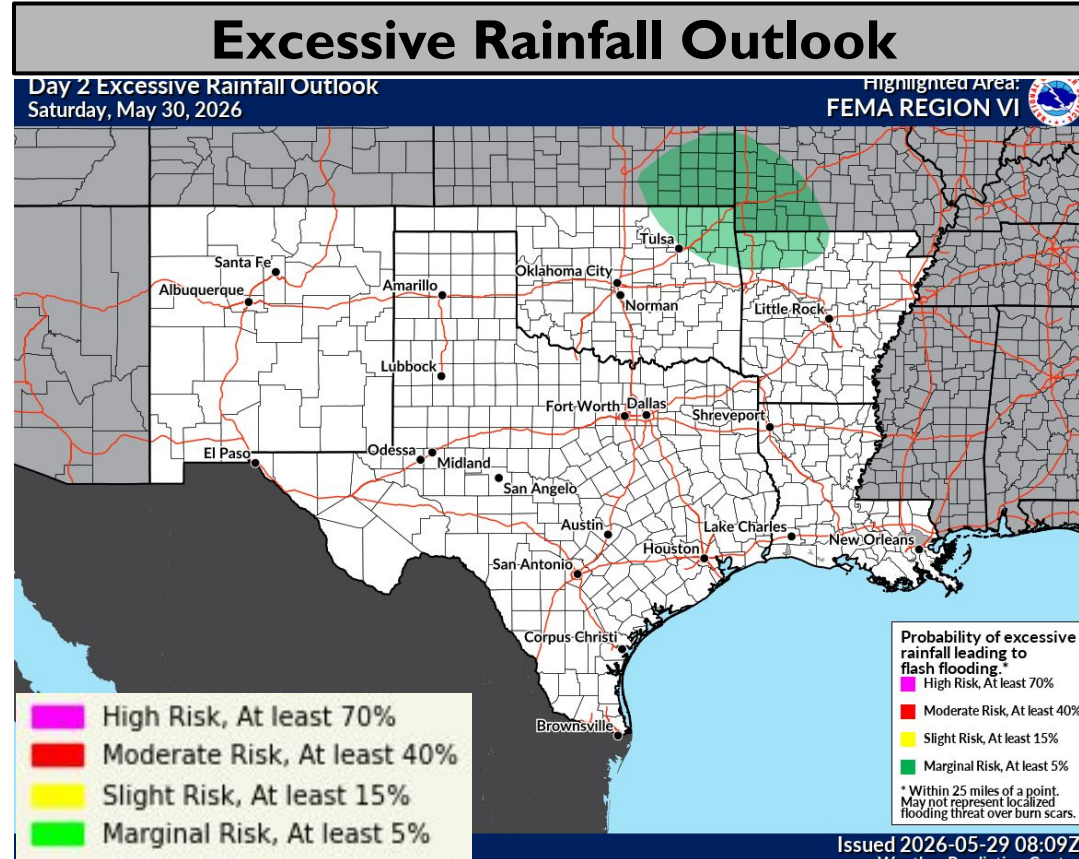 Excessive Rainfall Outlook
Day 2 Excessive Rainfall Outlook
Saturday, May 30, 2026
Highlighted Area:
FEMA REGION VI
Tulsa
Santa Fe
Oklahoma City
Albuquerque
Amarillo
Norman
Little Rock
Lubbock
Fort Worth
Dallas
Shreveport
El Paso
Odessa
Midland
San Angelo
Austin
Lake Charles
Houston
New Orleans
San Antonio
Corpus Christi
Brownsville
Probability of excessive
rainfall leading to
flash flooding.*
High Risk, At least 70%
Moderate Risk, At least 40%
Slight Risk, At least 15%
Marginal Risk, At least 5%
* Within 25 miles of a point.
May not represent localized
flooding threat over burn scars.
High Risk, At least 70%
Moderate Risk, At least 40%
Slight Risk, At least 15%
Marginal Risk, At least 5%
Issued 2026-05-29 08:09Z
Weather Prediction Center